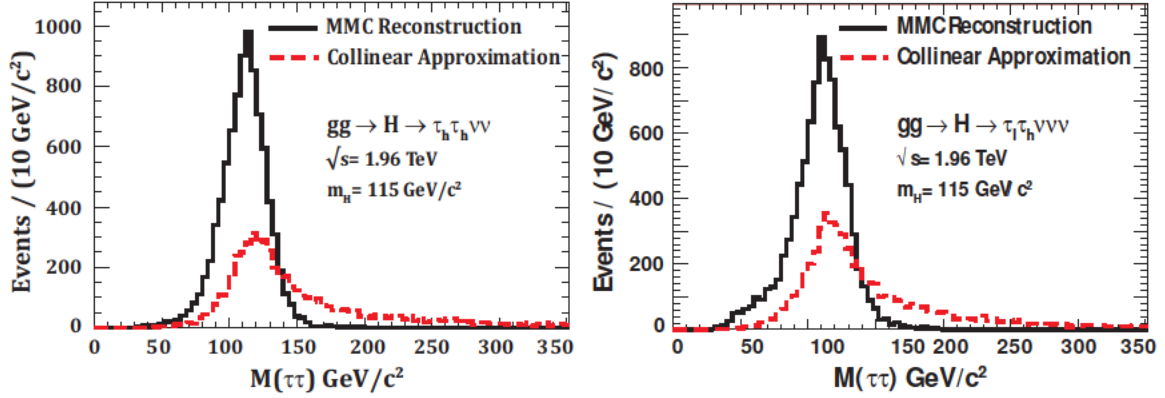 1000
800
600
400
200
0
Events / (10 GeV/c²)
MMC Reconstruction
Collinear Approximation
gg → H → τhτhνν
√s= 1.96 TeV
mH= 115 GeV/c²
0 50 100 150 200 250 300 350
M(ττ) GeV/c²
800
600
400
200
0
Events / (10 GeV/ c²)
MMC Reconstruction
Collinear Approximation
gg → H → τlτhννν
√ s= 1.96 TeV
mH= 115 GeV/ c²
0 50 100 150 200 250 300 350
M(ττ) GeV/c²